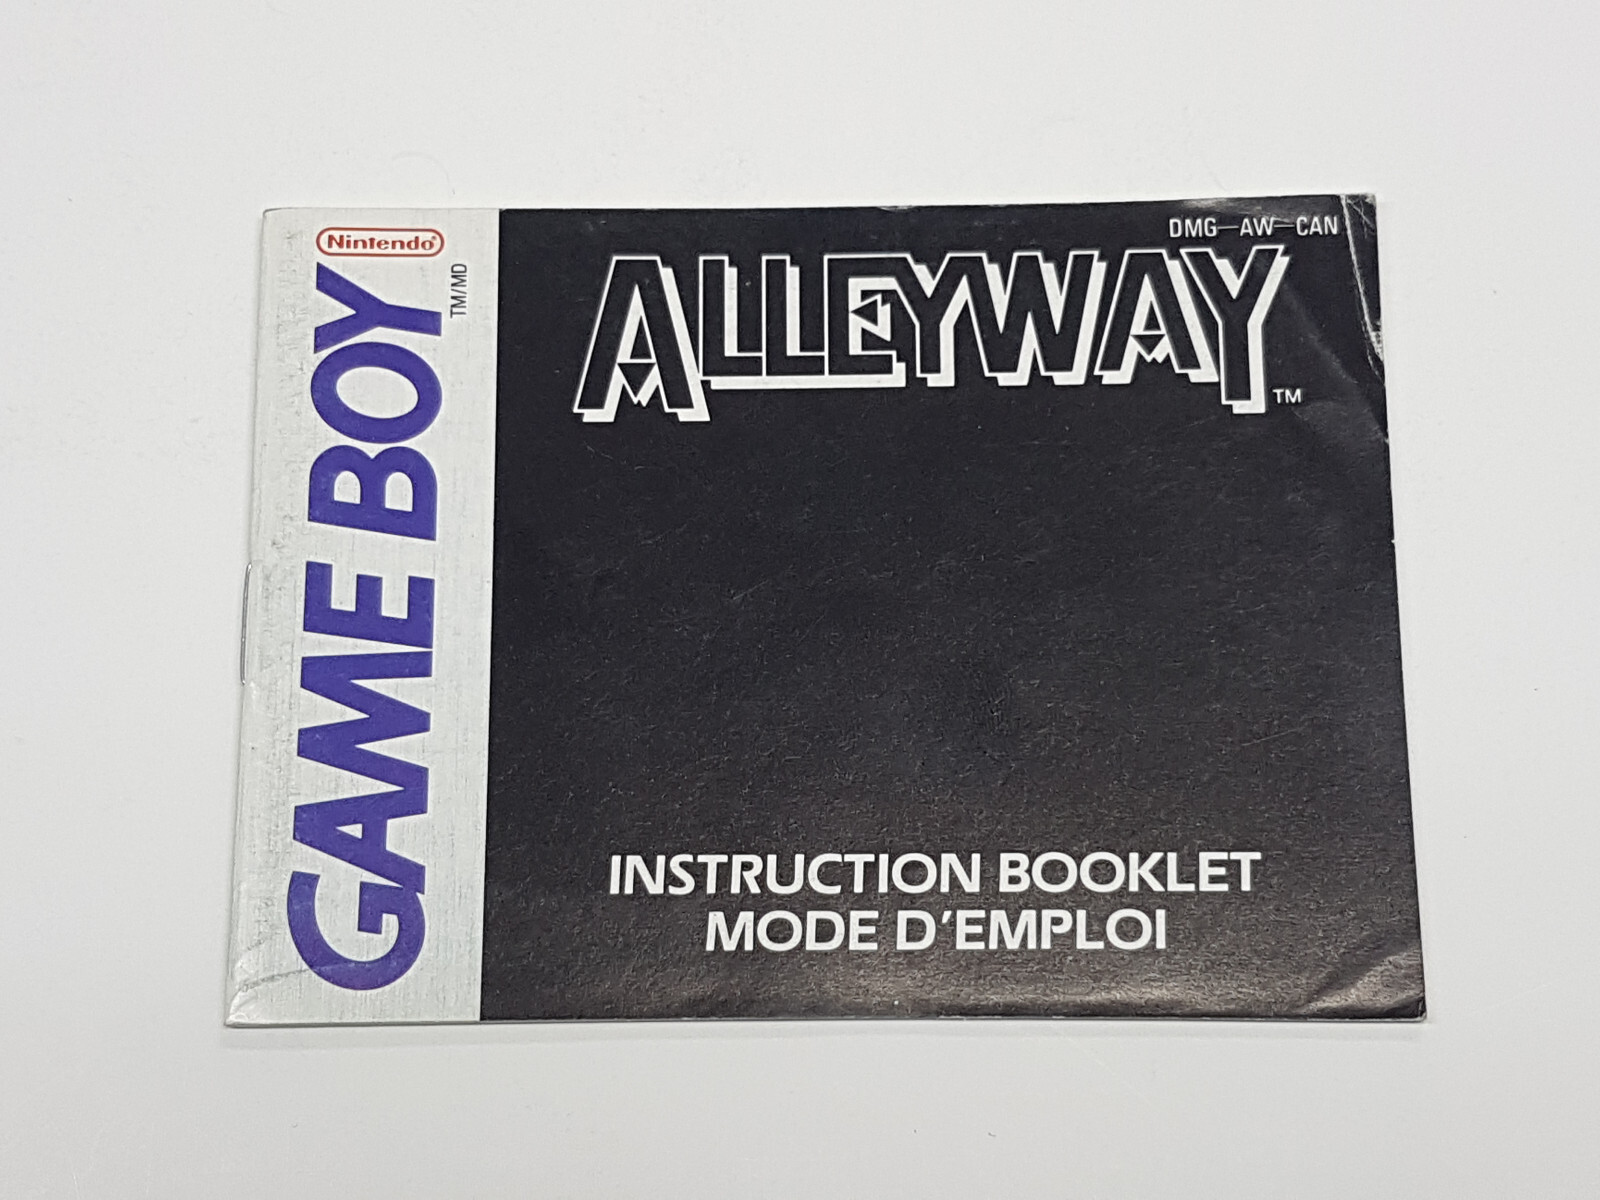 Nintendo®
TM/MD
GAME BOY
DMG-AW-CAN
ALLEYWAY
TM
INSTRUCTION BOOKLET
MODE D'EMPLOI